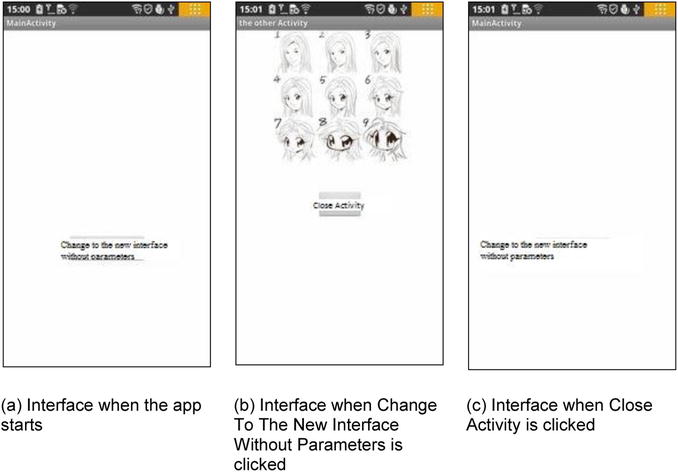 15:00
MainActivity
Change to the new interface
without parameters
15:01
the other Activity
1 2 3
4 5 6
7 8 9
Close Activity
15:01
MainActivity
Change to the new interface
without parameters
(a) Interface when the app
starts
(b) Interface when Change
To The New Interface
Without Parameters is
clicked
(c) Interface when Close
Activity is clicked